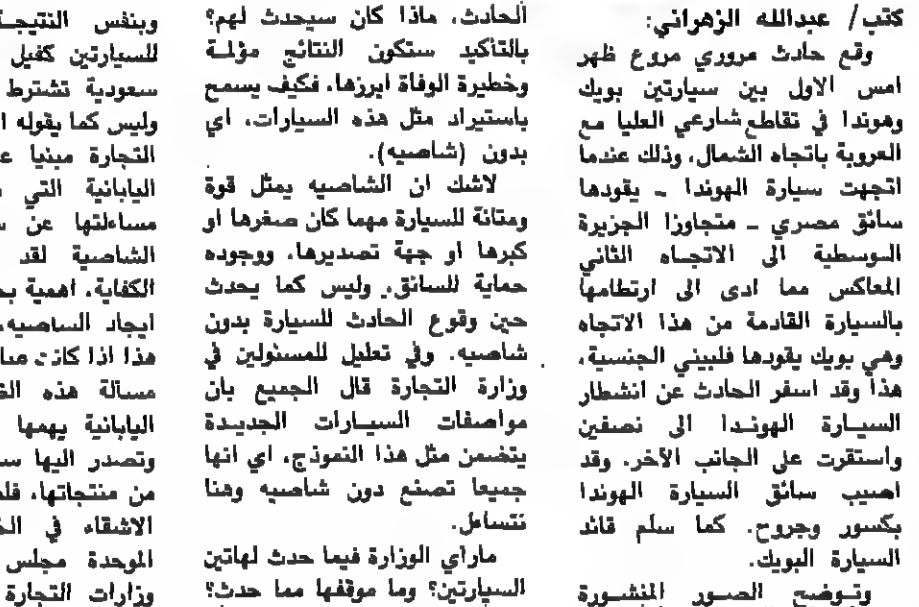 كتب/ عبدالله الزهراني:
وقع حادث مروري مروع ظهر
امس الاول بين سيارتين بويك
وهوندا في تقاطع شارعي العليا مع
العروبة باتجاه الشمال، وذلك عندما
اتجهت سيارة الهوندا ـ يقودها
سائق مصري ـ متجاوزا الجزيرة
الوسطية الى الاتجاه الثاني
المعاكس مما ادى الى ارتطامها
بالسيارة القادمة من هذا الاتجاه
وهي بويك يقودها فلبيني الجنسية،
هذا وقد اسفر الحادث عن انشطار
السيارة الهوندا الى نصفين
واستقرت على الجانب الآخر. وقد
اصيب سائق السيارة الهوندا
بكسور وجروح. كما سلم قائد
السيارة البويك.
وتوضح الصور المنشورة
الحادث، ماذا كان سيحدث لهم؟
بالتأكيد ستكون النتائج مؤلمة
وخطيرة الوفاة ابرزها، فكيف يسمح
باستيراد مثل هذه السيارات، اي
بدون (شاصيه).
لاشك ان الشاصيه يمثل قوة
ومتانة للسيارة مهما كان صغرها او
كبرها او جهة تصديرها، ووجوده
حماية للسائق، وليس كما يحدث
حين وقوع الحادث للسيارة بدون
شاصيه. وفي تعليل للمسئولين في
وزارة التجارة قال الجميع بان
مواصفات السيارات الجديدة
يتضمن مثل هذا النموذج، اي انها
جميعا تصنع دون شاصيه وهنا
نتساءل.
ماراي الوزارة فيما حدث لهاتين
السيارتين؟ وما موقفها مما حدث؟
وبنفس النتيجة
للسيارتين كفيل
سعودية تشترط
وليس كما يقوله
التجارة مبنيا
اليابانية التي
مساءلتها عن
الشاصية لقد
الكفاية، اهمية
ايجاد الساصيه،
هذا اذا كانت
مسالة هذه
اليابانية يهمها
وتصدر اليها
من منتجاتها،
الاشقاء في
الموحدة مجلس
وزارات التجارة